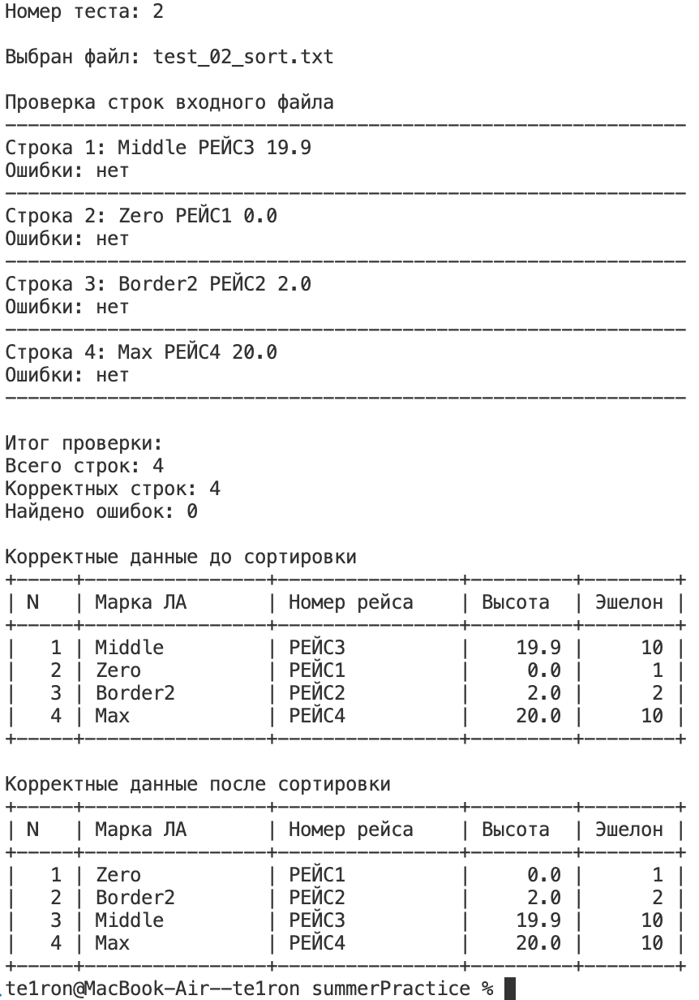 Номер теста: 2
Выбран файл: test_02_sort.txt
Проверка строк входного файла
------------------------------------------------------------
Строка 1: Middle РЕЙС3 19.9
Ошибки: нет
------------------------------------------------------------
Строка 2: Zero РЕЙС1 0.0
Ошибки: нет
------------------------------------------------------------
Строка 3: Border2 РЕЙС2 2.0
Ошибки: нет
------------------------------------------------------------
Строка 4: Max РЕЙС4 20.0
Ошибки: нет
------------------------------------------------------------
Итог проверки:
Всего строк: 4
Корректных строк: 4
Найдено ошибок: 0
Корректные данные до сортировки
+-----+----------------+----------------+---------+--------+
| N   | Марка ЛА       | Номер рейса    | Высота  | Эшелон |
+-----+----------------+----------------+---------+--------+
|   1 | Middle         | РЕЙС3          |    19.9 |     10 |
|   2 | Zero           | РЕЙС1          |     0.0 |      1 |
|   3 | Border2        | РЕЙС2          |     2.0 |      2 |
|   4 | Max            | РЕЙС4          |    20.0 |     10 |
+-----+----------------+----------------+---------+--------+
Корректные данные после сортировки
+-----+----------------+----------------+---------+--------+
| N   | Марка ЛА       | Номер рейса    | Высота  | Эшелон |
+-----+----------------+----------------+---------+--------+
|   1 | Zero           | РЕЙС1          |     0.0 |      1 |
|   2 | Border2        | РЕЙС2          |     2.0 |      2 |
|   3 | Middle         | РЕЙС3          |    19.9 |     10 |
|   4 | Max            | РЕЙС4          |    20.0 |     10 |
+-----+----------------+----------------+---------+--------+
te1ron@MacBook-Air--te1ron summerPractice %